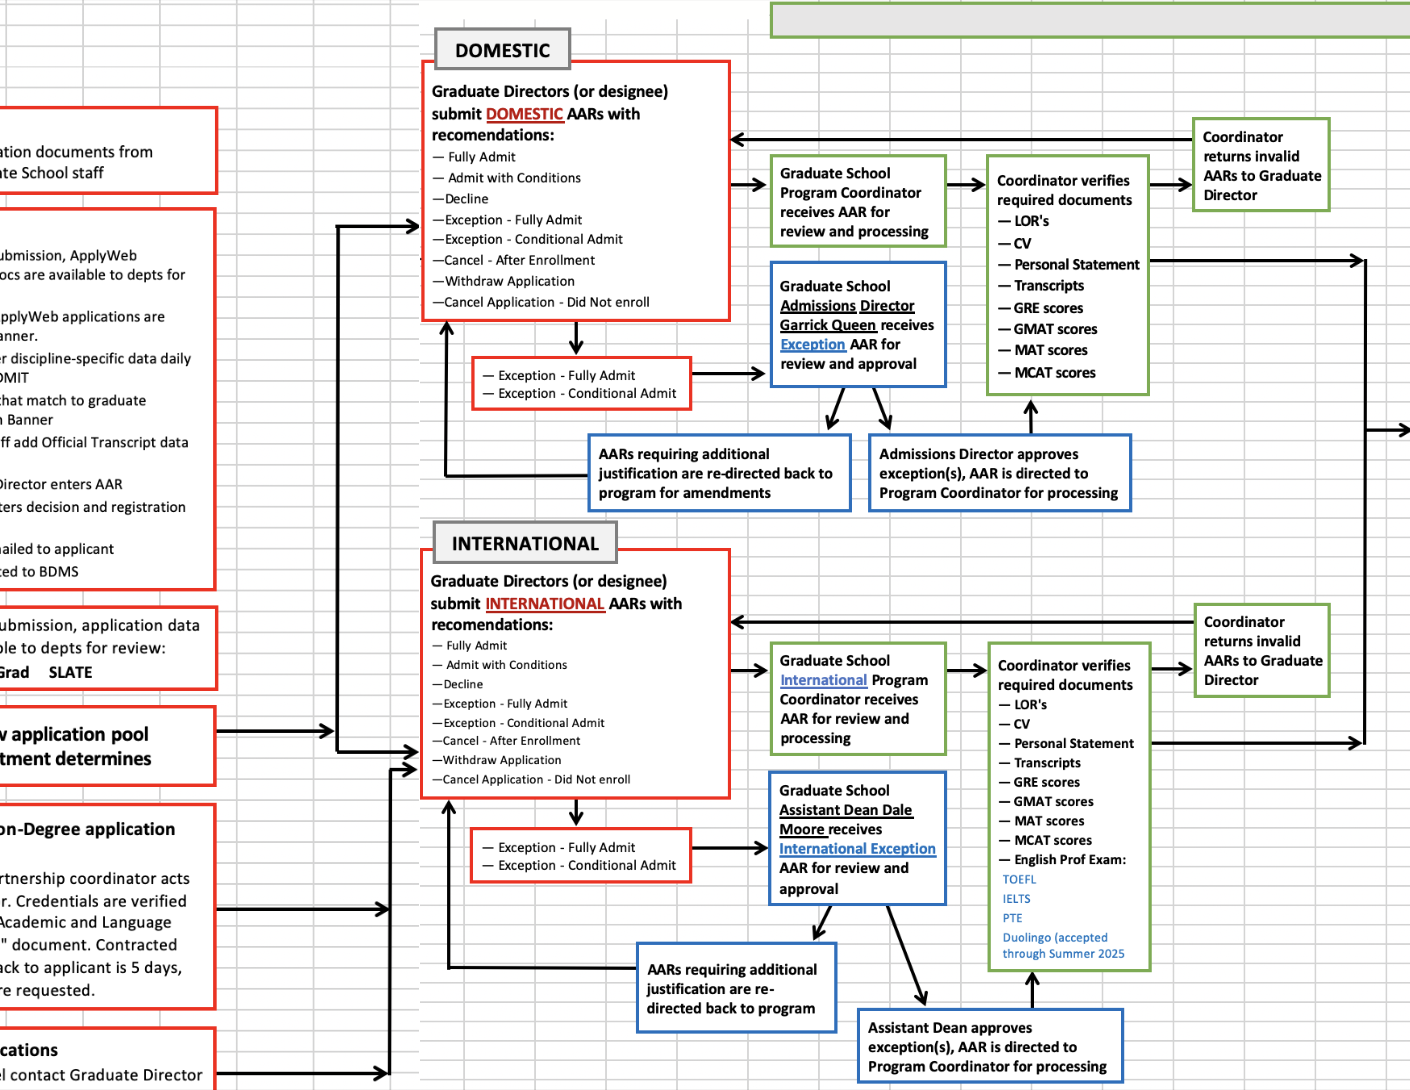 ation documents from
ate School staff
ubmission, ApplyWeb
ocs are available to depts for
ApplyWeb applications are
anner.
er discipline-specific data daily
OMIT
that match to graduate
n Banner
ff add Official Transcript data
Director enters AAR
ters decision and registration
nailed to applicant
ted to BDMS
ubmission, application data
ble to depts for review:
Grad SLATE
w application pool
tment determines
on-Degree application
rtnership coordinator acts
r. Credentials are verified
Academic and Language
" document. Contracted
ack to applicant is 5 days,
re requested.
cations
el contact Graduate Director
DOMESTIC
Graduate Directors (or designee)
submit DOMESTIC AARs with
recomendations:
— Fully Admit
— Admit with Conditions
—Decline
—Exception - Fully Admit
—Exception - Conditional Admit
—Cancel - After Enrollment
—Withdraw Application
—Cancel Application - Did Not enroll
— Exception - Fully Admit
— Exception - Conditional Admit
Graduate School
Program Coordinator
receives AAR for
review and processing
Graduate School
Admissions Director
Garrick Queen receives
Exception AAR for
review and approval
AARs requiring additional
justification are re-directed back to
program for amendments
Admissions Director approves
exception(s), AAR is directed to
Program Coordinator for processing
Coordinator verifies
required documents
— LOR's
— CV
— Personal Statement
— Transcripts
— GRE scores
— GMAT scores
— MAT scores
— MCAT scores
Coordinator
returns invalid
AARs to Graduate
Director
INTERNATIONAL
Graduate Directors (or designee)
submit INTERNATIONAL AARs with
recomendations:
— Fully Admit
— Admit with Conditions
—Decline
—Exception - Fully Admit
—Exception - Conditional Admit
—Cancel - After Enrollment
—Withdraw Application
—Cancel Application - Did Not enroll
— Exception - Fully Admit
— Exception - Conditional Admit
Graduate School
International Program
Coordinator receives
AAR for review and
processing
Graduate School
Assistant Dean Dale
Moore receives
International Exception
AAR for review and
approval
AARs requiring additional
justification are re-
directed back to program
Assistant Dean approves
exception(s), AAR is directed to
Program Coordinator for processing
Coordinator verifies
required documents
— LOR's
— CV
— Personal Statement
— Transcripts
— GRE scores
— GMAT scores
— MAT scores
— MCAT scores
— English Prof Exam:
TOEFL
IELTS
PTE
Duolingo (accepted
through Summer 2025
Coordinator
returns invalid
AARs to Graduate
Director